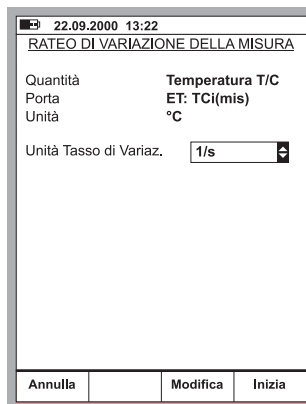 22.09.2000 13:22
RATEO DI VARIAZIONE DELLA MISURA
Quantità Temperatura T/C
Porta ET: TCi(mis)
Unità °C
Unità Tasso di Variaz. 1/s
Annulla Modifica Inizia